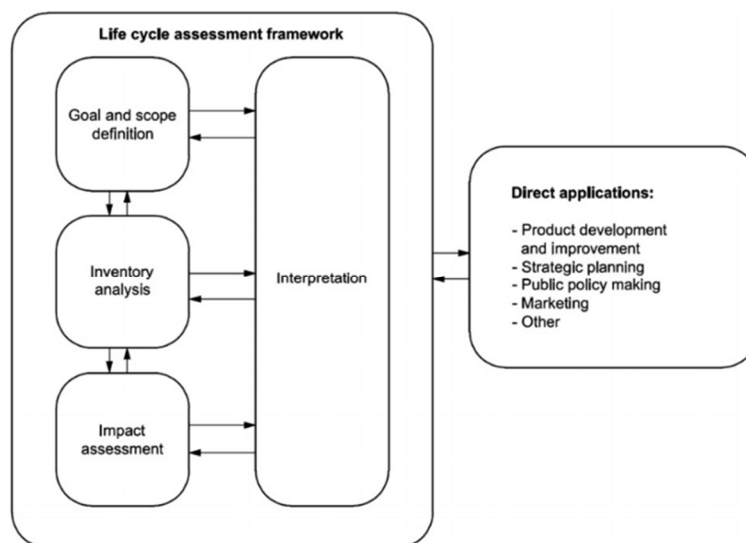 Life cycle assessment framework
Goal and scope
definition
Inventory
analysis
Impact
assessment
Interpretation
Direct applications:
- Product development
and improvement
- Strategic planning
- Public policy making
- Marketing
- Other